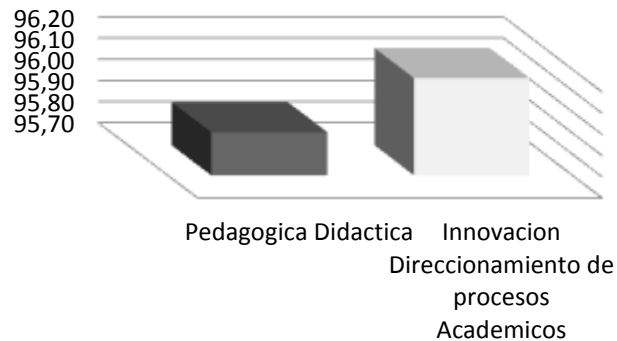 96,20
96,10
96,00
95,90
95,80
95,70
Pedagogica Didactica Innovacion
Direccionamiento de
procesos
Academicos